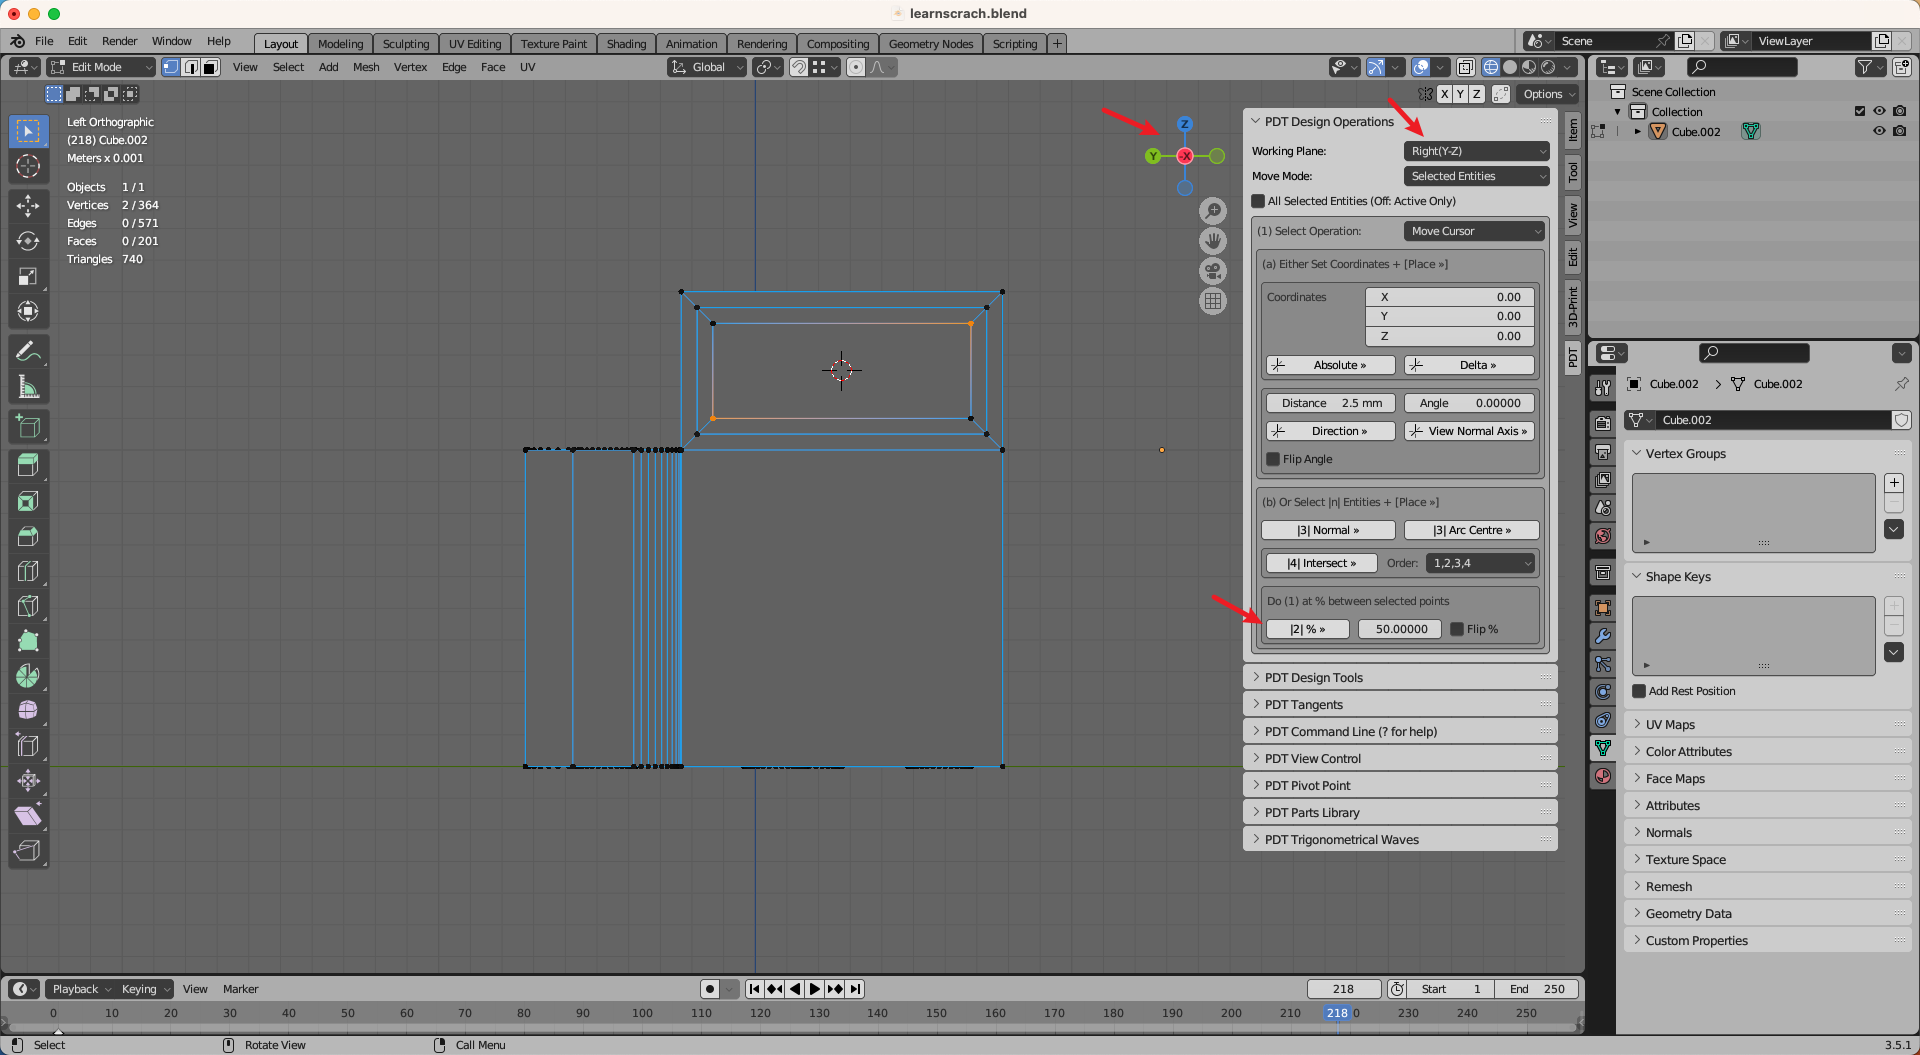 learnscrach.blend
File Edit Render Window Help Layout Modeling Sculpting UV Editing Texture Paint Shading Animation Rendering Compositing Geometry Nodes Scripting + Scene ViewLayer
Edit Mode View Select Add Mesh Vertex Edge Face UV Global
X Y Z Options
Left Orthographic
(218) Cube.002
Meters x 0.001
Objects 1/1
Vertices 2/364
Edges 0/571
Faces 0/201
Triangles 740
Z
Y
-X
PDT Design Operations
Working Plane: Right(Y-Z)
Move Mode: Selected Entities
All Selected Entities (Off: Active Only)
(1) Select Operation: Move Cursor
(a) Either Set Coordinates + [Place »]
Coordinates X 0.00
Y 0.00
Z 0.00
Absolute » Delta »
Distance 2.5 mm Angle 0.00000
Direction » View Normal Axis »
Flip Angle
(b) Or Select |n| Entities + [Place »]
|3| Normal » |3| Arc Centre »
|4| Intersect » Order: 1,2,3,4
Do (1) at % between selected points
|2| % » 50.00000 Flip %
PDT Design Tools
PDT Tangents
PDT Command Line (? for help)
PDT View Control
PDT Pivot Point
PDT Parts Library
PDT Trigonometrical Waves
Item
Tool
View
Edit
3D-Print
PDT
Scene Collection
Collection
Cube.002
Cube.002 > Cube.002
Cube.002
Vertex Groups
Shape Keys
Add Rest Position
UV Maps
Color Attributes
Face Maps
Attributes
Normals
Texture Space
Remesh
Geometry Data
Custom Properties
Playback Keying View Marker 218 Start 1 End 250
0 10 20 30 40 50 60 70 80 90 100 110 120 130 140 150 160 170 180 190 200 210 218 0 230 240 250
Select Rotate View Call Menu 3.5.1